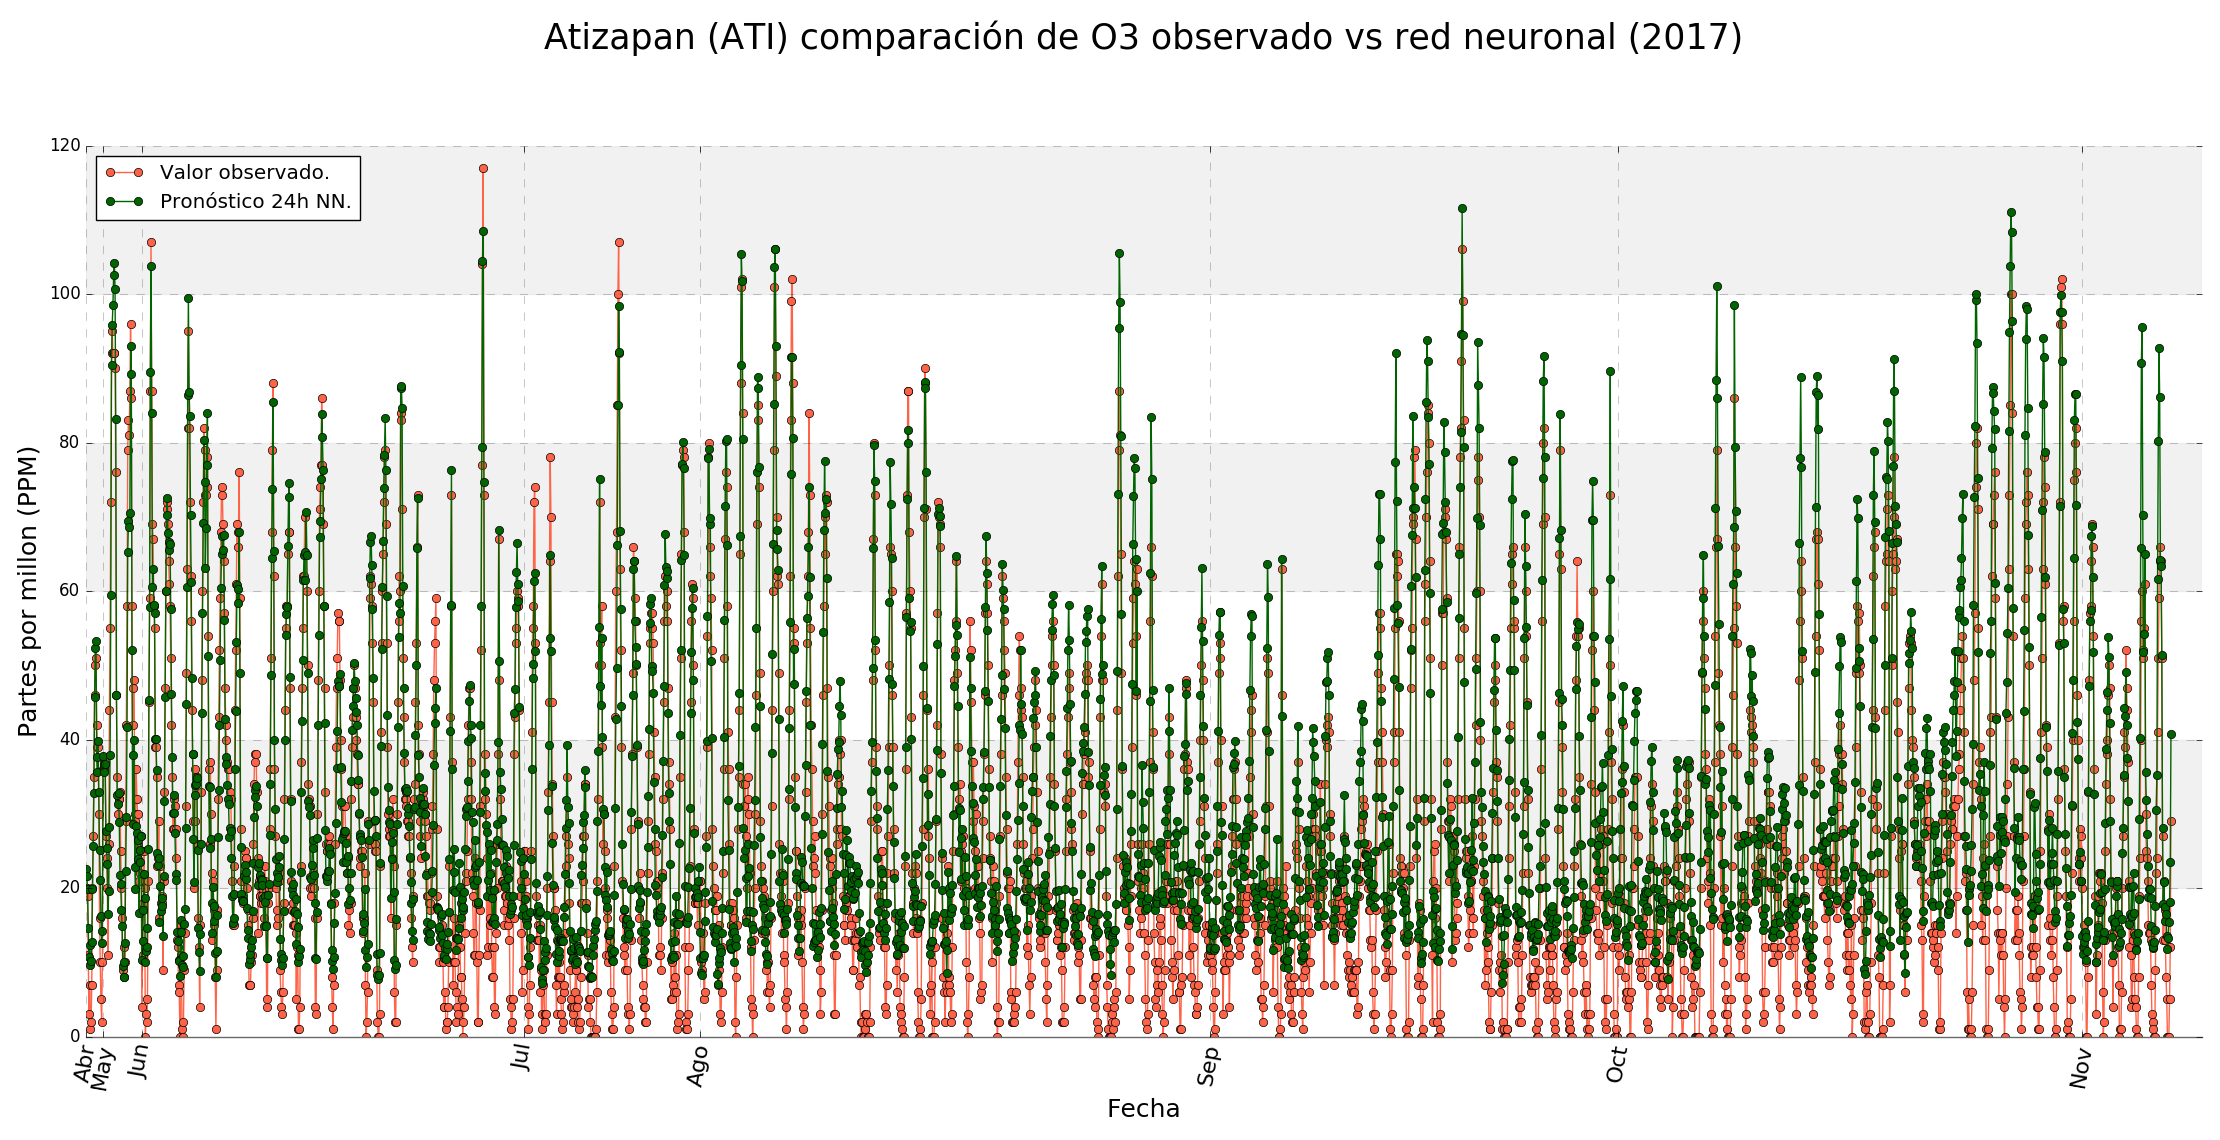 Atizapan (ATI) comparación de O3 observado vs red neuronal (2017)
120
Valor observado.
Pronóstico 24h NN.
100
80
60
40
20
0
Partes por millon (PPM)
Abr
May
Jun
Jul
Ago
Sep
Oct
Nov
Fecha